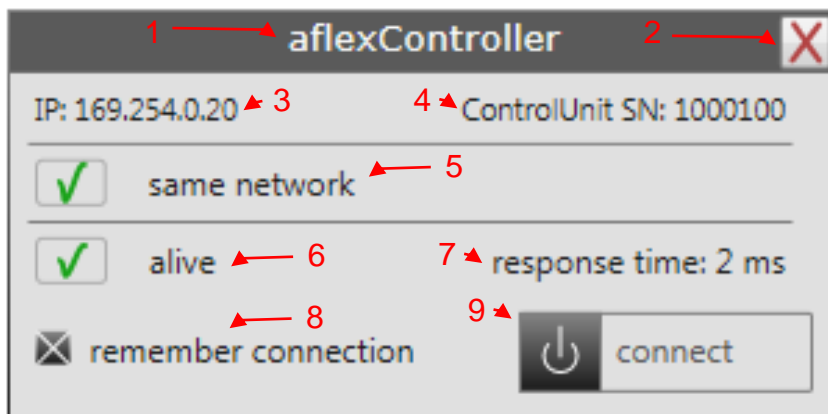 1 aflexController 2
IP: 169.254.0.20 3 4 ControlUnit SN: 1000100
same network 5
alive 6 7 response time: 2 ms
8 9
remember connection connect